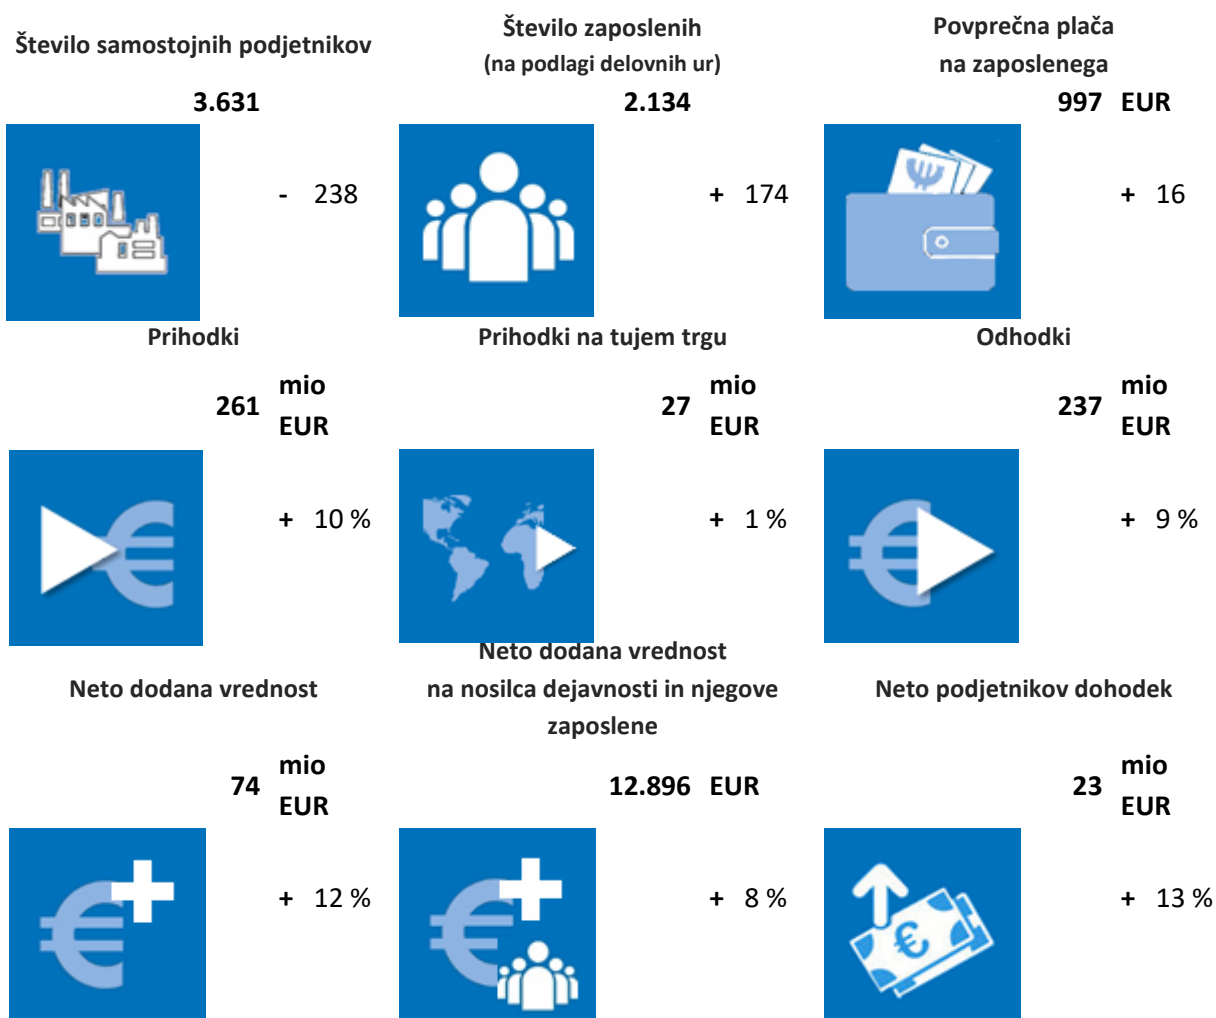 Število samostojnih podjetnikov
3.631
- 238
Število zaposlenih
(na podlagi delovnih ur)
2.134
+ 174
Povprečna plača
na zaposlenega
997 EUR
+ 16
Prihodki
261 mio
EUR
+ 10 %
Prihodki na tujem trgu
27 mio
EUR
+ 1 %
Odhodki
237 mio
EUR
+ 9 %
Neto dodana vrednost
74 mio
EUR
+ 12 %
Neto dodana vrednost
na nosilca dejavnosti in njegove
zaposlene
12.896 EUR
+ 8 %
Neto podjetnikov dohodek
23 mio
EUR
+ 13 %